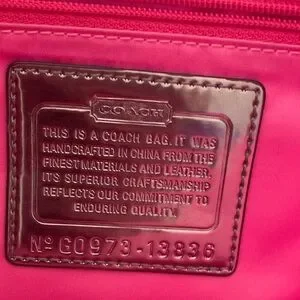 COACH
THIS IS A COACH BAG. IT WAS
HANDCRAFTED IN CHINA FROM THE
FINEST MATERIALS AND LEATHER.
ITS SUPERIOR CRAFTSMANSHIP
REFLECTS OUR COMMITMENT TO
ENDURING QUALITY.
Nº G0973-13836